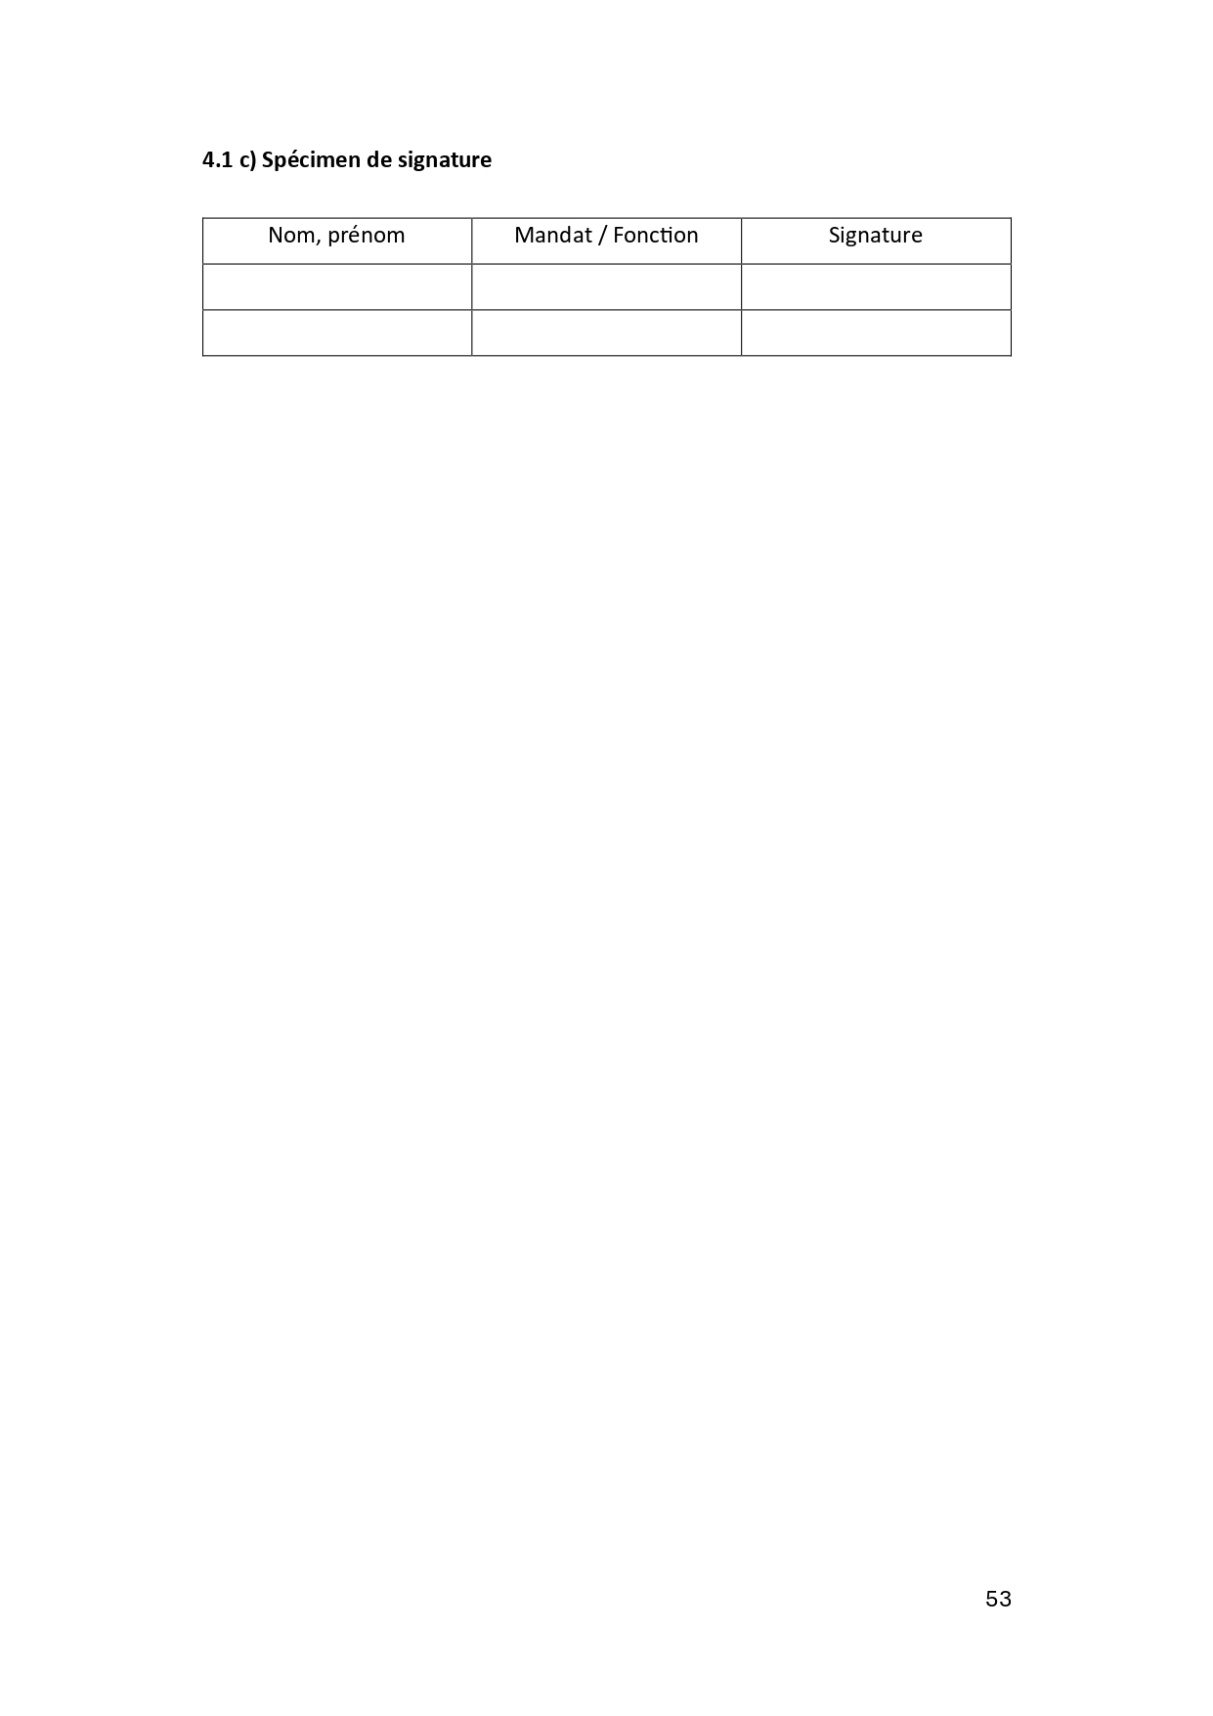 4.1 c) Spécimen de signature
Nom, prénom Mandat / Fonction Signature
53